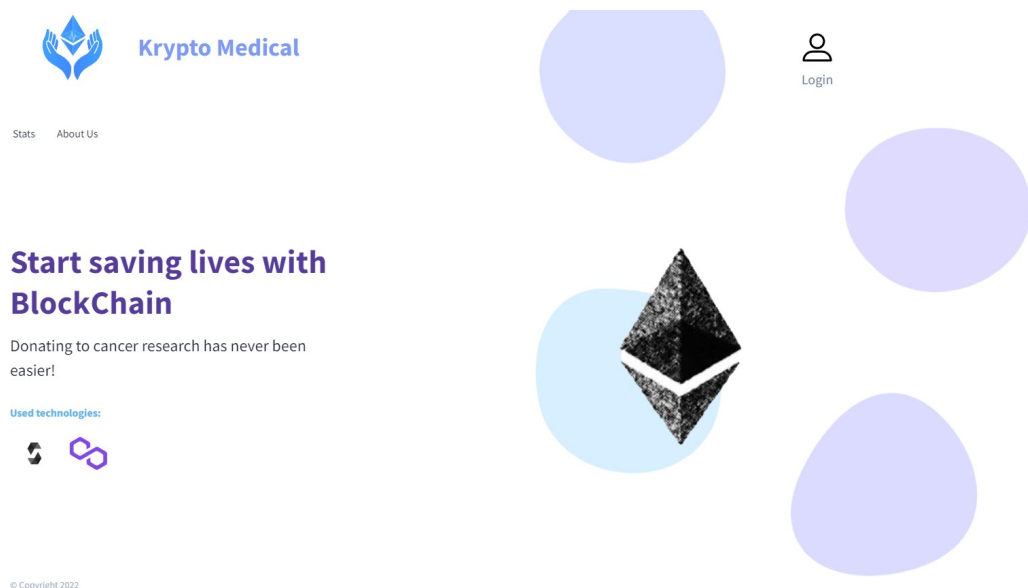 Krypto Medical
Login
Stats
About Us
Start saving lives with
BlockChain
Donating to cancer research has never been
easier!
Used technologies:
© Copyright 2022